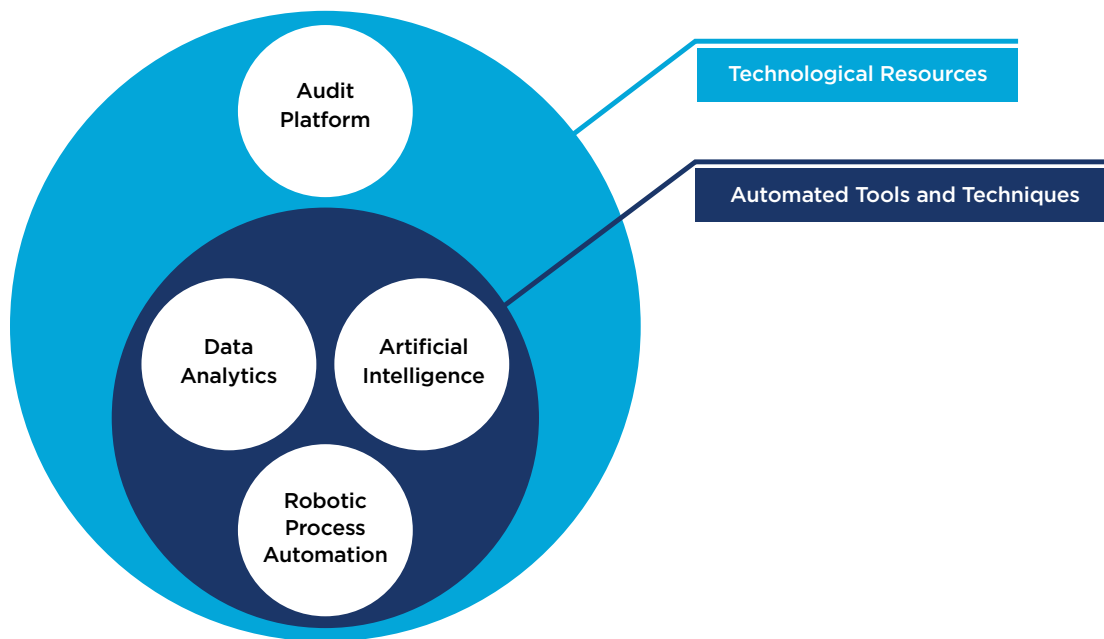 Audit
Platform
Technological Resources
Automated Tools and Techniques
Data
Analytics
Artificial
Intelligence
Robotic
Process
Automation